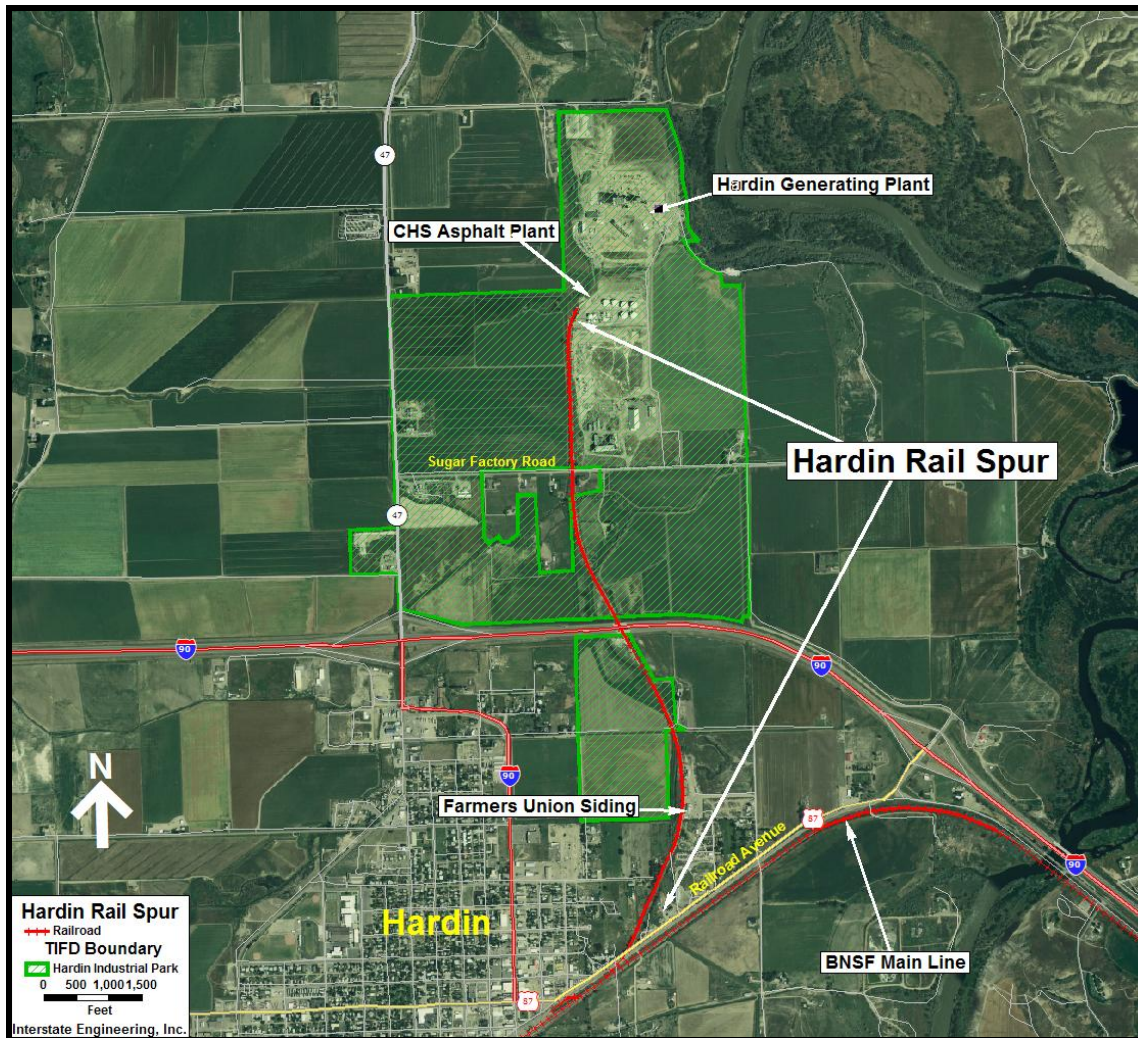 47
Hardin Generating Plant
CHS Asphalt Plant
Hardin Rail Spur
Sugar Factory Road
47
90
90
N
90
Farmers Union Siding
87
Railroad Avenue
90
Hardin
BNSF Main Line
87
Hardin Rail Spur
Railroad
TIFD Boundary
Hardin Industrial Park
0 500 1,000 1,500
Feet
Interstate Engineering, Inc.